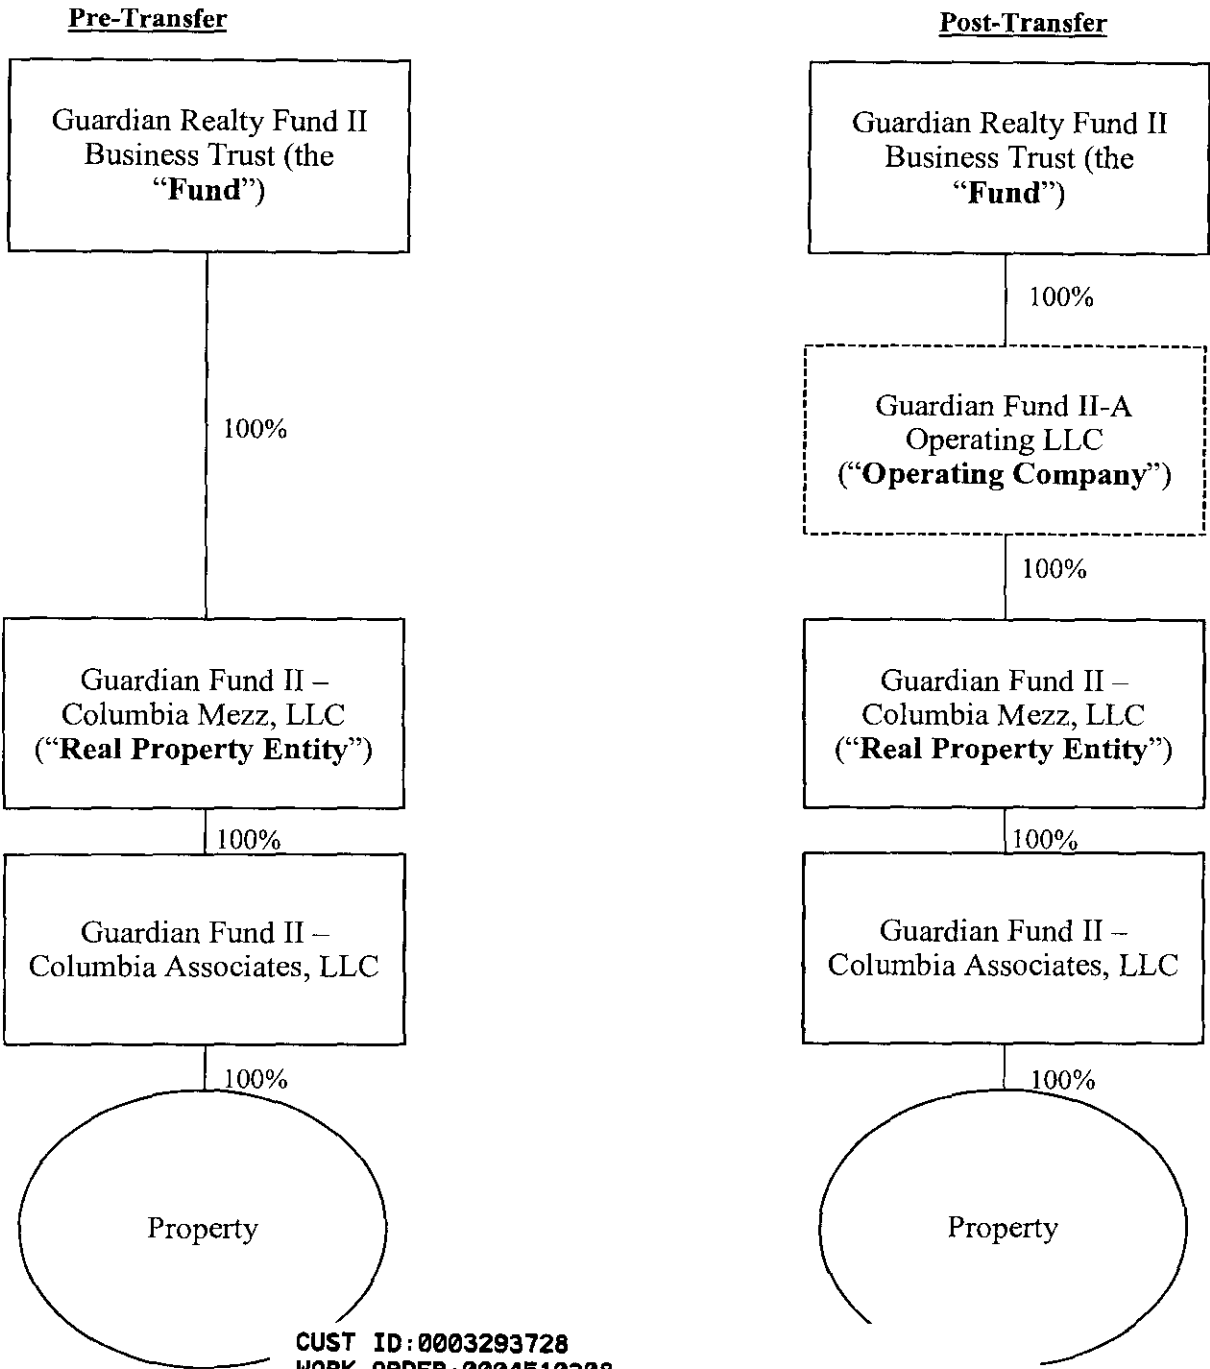 Pre-Transfer
Guardian Realty Fund II
Business Trust (the
“Fund”)
100%
Guardian Fund II –
Columbia Mezz, LLC
(“Real Property Entity”)
100%
Guardian Fund II –
Columbia Associates, LLC
100%
Property
Post-Transfer
Guardian Realty Fund II
Business Trust (the
“Fund”)
100%
Guardian Fund II-A
Operating LLC
(“Operating Company”)
100%
Guardian Fund II –
Columbia Mezz, LLC
(“Real Property Entity”)
100%
Guardian Fund II –
Columbia Associates, LLC
100%
Property
CUST ID:0003293728
WORK ORDER: